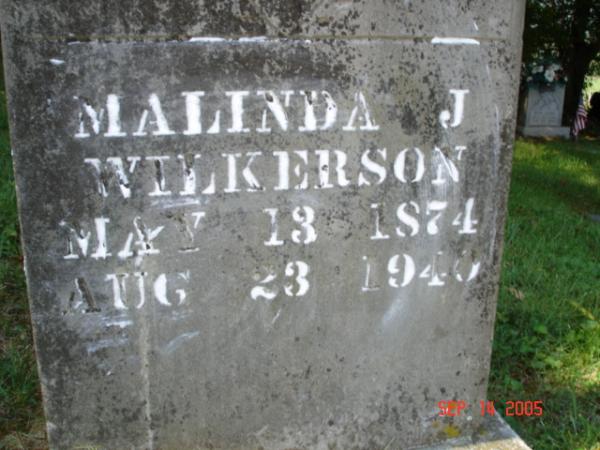 MALINDA J
WILKERSON
MAY 13 1874
AUG 23 1940
SEP 14 2005